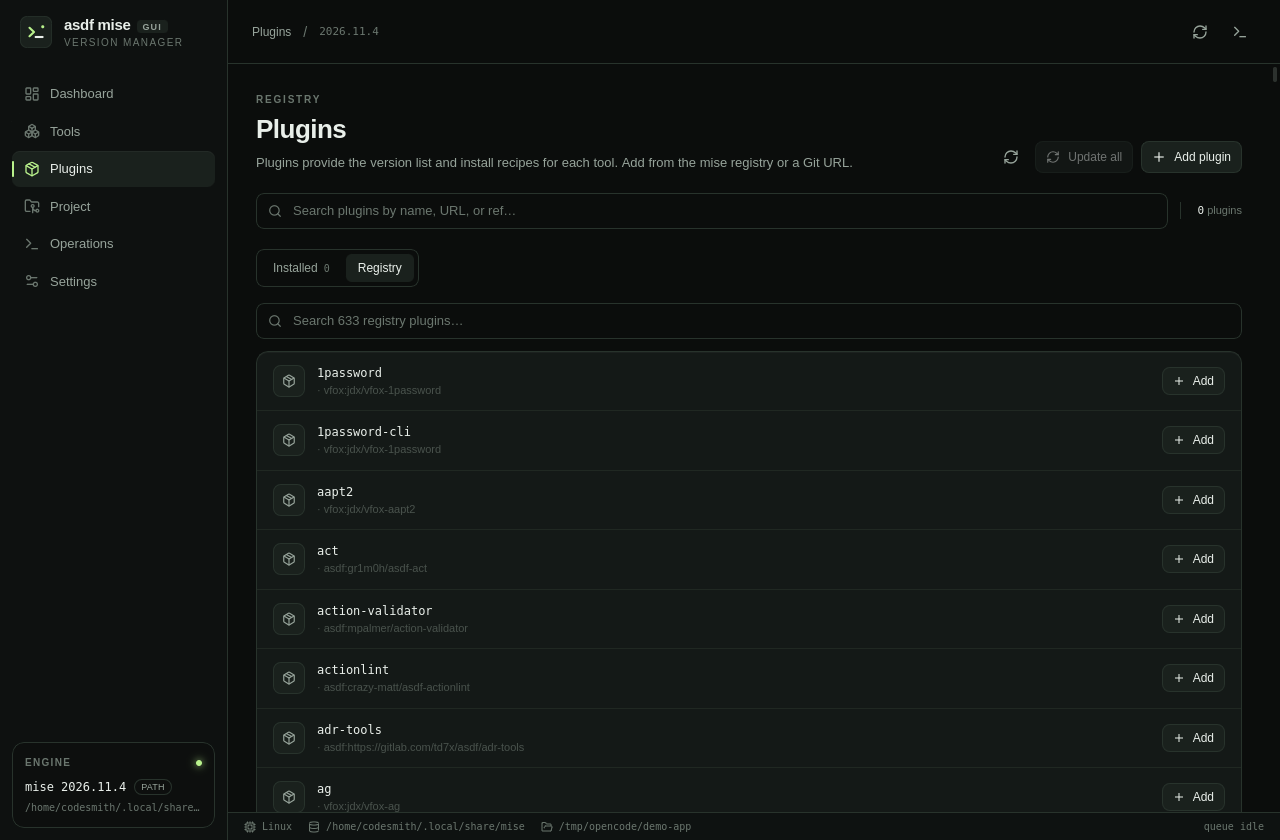 asdf mise GUI
VERSION MANAGER
Dashboard
Tools
Plugins
Project
Operations
Settings
ENGINE
mise 2026.11.4 PATH
/home/codesmith/.local/share…
Plugins / 2026.11.4
REGISTRY
Plugins
Plugins provide the version list and install recipes for each tool. Add from the mise registry or a Git URL.
Update all
Add plugin
Search plugins by name, URL, or ref…
0 plugins
Installed 0
Registry
Search 633 registry plugins…
1password
· vfox:jdx/vfox-1password
Add
1password-cli
· vfox:jdx/vfox-1password
Add
aapt2
· vfox:jdx/vfox-aapt2
Add
act
· asdf:gr1m0h/asdf-act
Add
action-validator
· asdf:mpalmer/action-validator
Add
actionlint
· asdf:crazy-matt/asdf-actionlint
Add
adr-tools
· asdf:https://gitlab.com/td7x/asdf/adr-tools
Add
ag
· vfox:jdx/vfox-ag
Add
Linux
/home/codesmith/.local/share/mise
/tmp/opencode/demo-app
queue idle